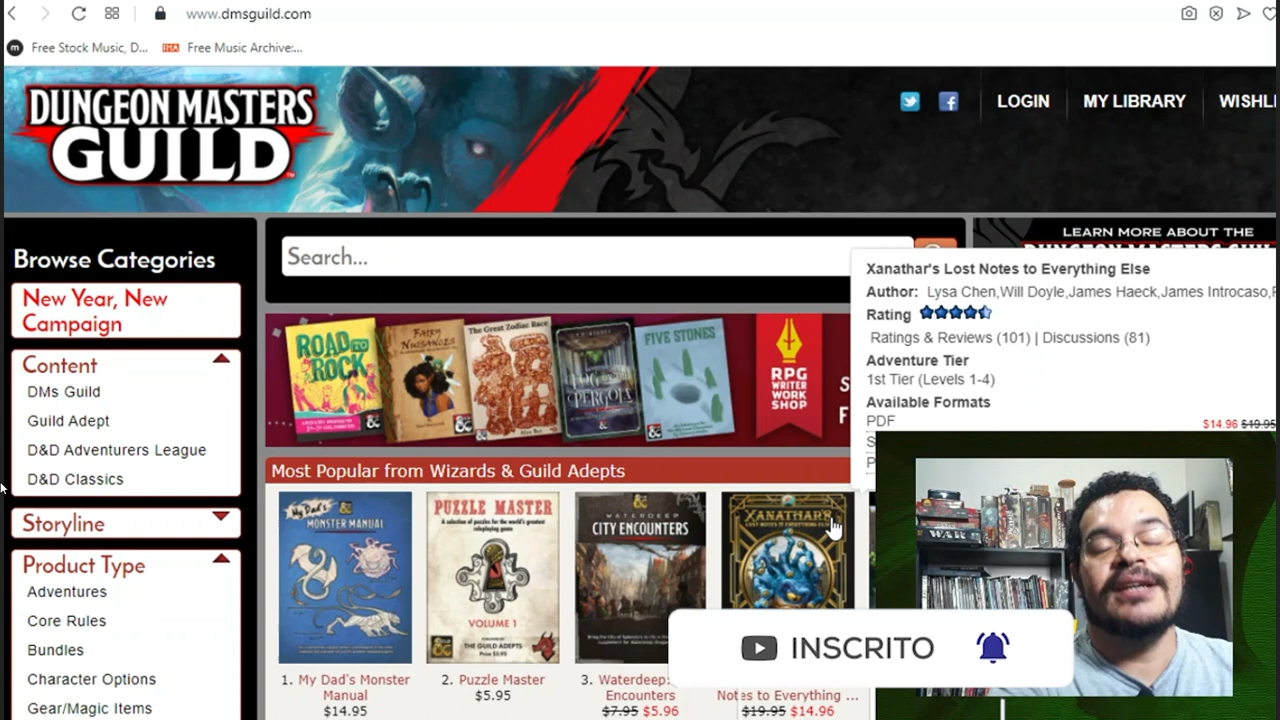 www.dmsguild.com
Free Stock Music, D...
FMA
Free Music Archive:...
DUNGEON MASTERS
GUILD
LOGIN
MY LIBRARY
Browse Categories
New Year, New
Campaign
Content
DMs Guild
Guild Adept
D&D Adventurers League
D&D Classics
Storyline
Product Type
Adventures
Core Rules
Bundles
Character Options
Gear/Magic Items
Search...
LEARN MORE ABOUT THE
Xanathar's Lost Notes to Everything Else
Author: Lysa Chen,Will Doyle,James Haeck,James Introcaso,
Rating
Ratings & Reviews (101) | Discussions (81)
Adventure Tier
1st Tier (Levels 1-4)
Available Formats
PDF
$14.96 $19.95
ROAD TO
ROCK
FAIRY
NUISANCES
The Great Zodiac Race
FIVE STONES
RPG
WRITER
WORK
SHOP
Most Popular from Wizards & Guild Adepts
My Dad's
MONSTER MANUAL
PUZZLE MASTER
VOLUME 1
THE GUILD ADEPTS
WATERDEEP
CITY ENCOUNTERS
XANATHAR'S
LOST NOTES TO EVERYTHING ELSE
1. My Dad's Monster
Manual
$14.95
2. Puzzle Master
$5.95
3. Waterdeep:
Encounters
$7.95 $5.96
Notes to Everything ...
$19.95 $14.96
INSCRITO